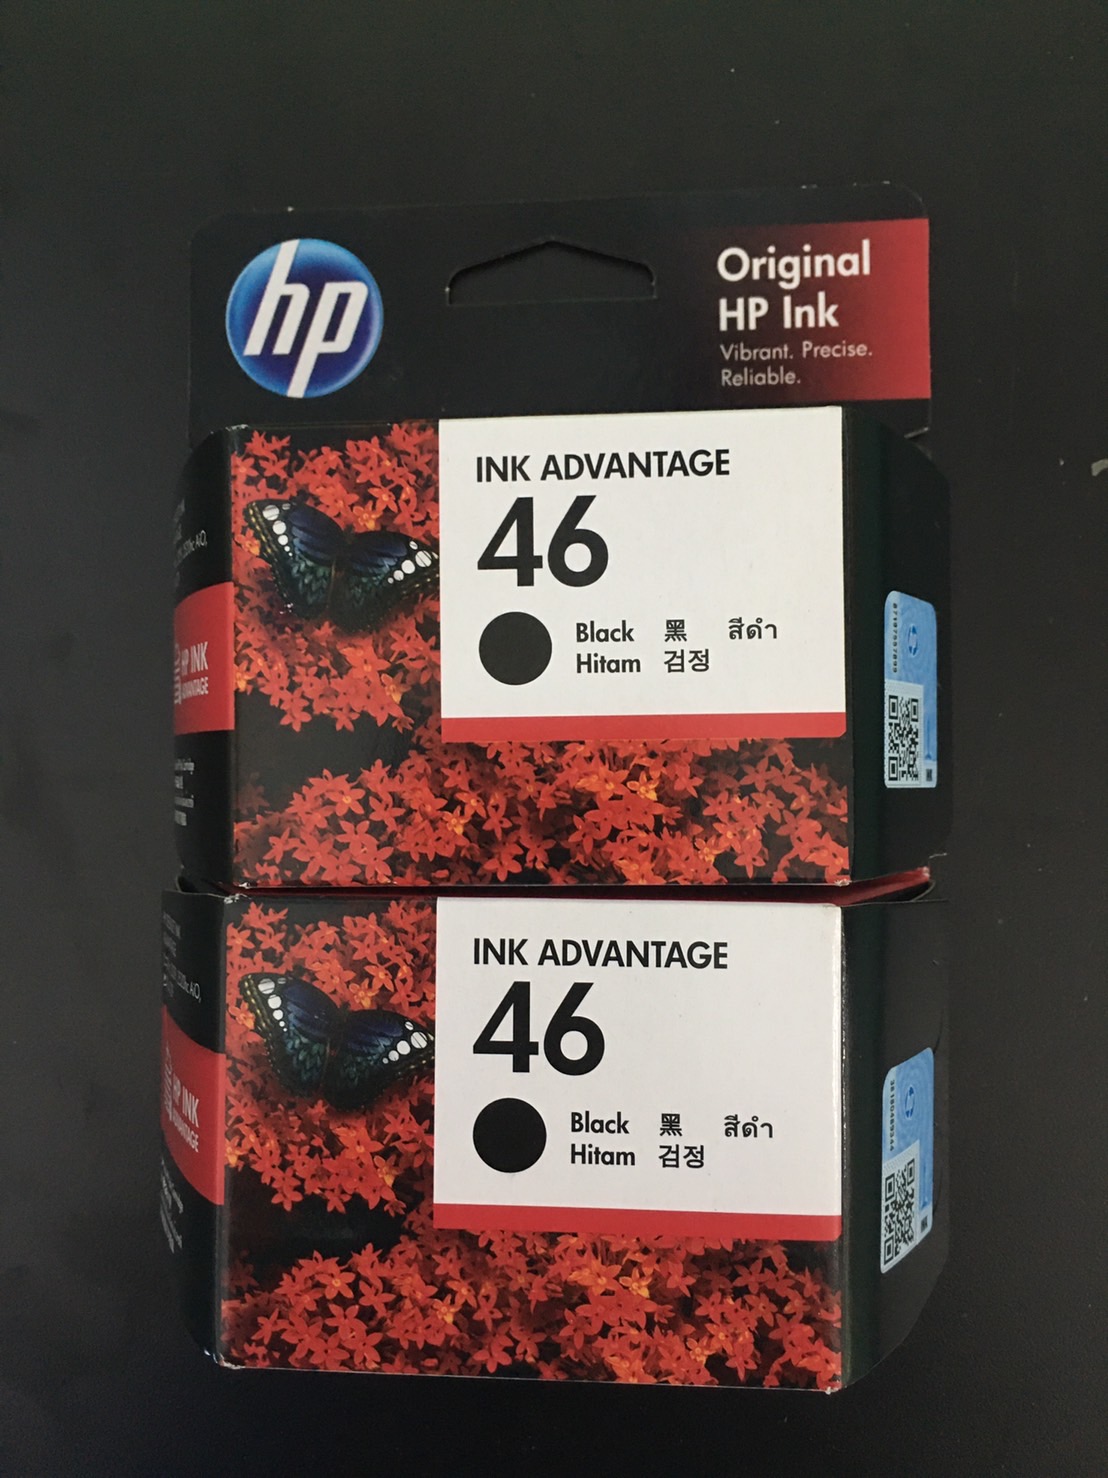 hp
Original
HP Ink
Vibrant. Precise.
Reliable.
INK ADVANTAGE
46
Black 黑 สีดำ
Hitam 검정
HP INK
ADVANTAGE
INK ADVANTAGE
46
Black 黑 สีดำ
Hitam 검정
HP INK
ADVANTAGE